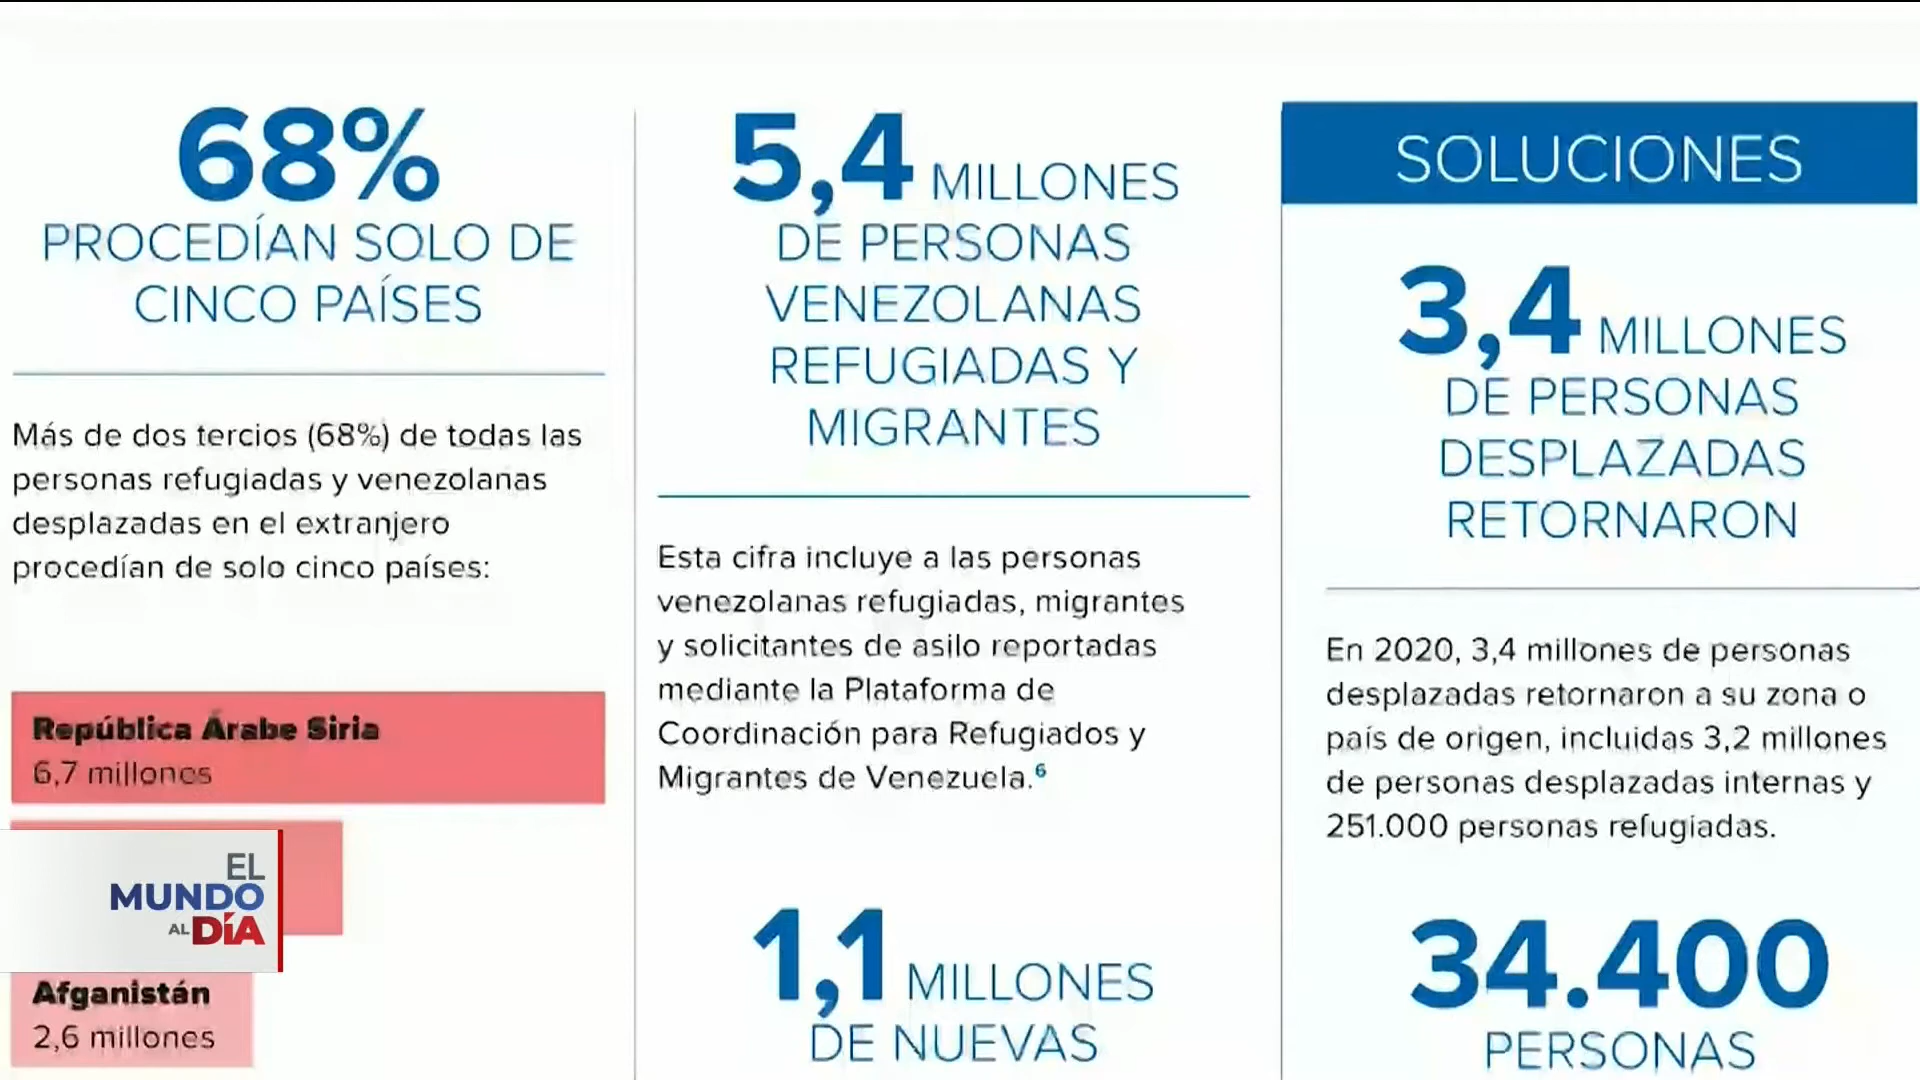 68%
PROCEDÍAN SOLO DE
CINCO PAÍSES
Más de dos tercios (68%) de todas las
personas refugiadas y venezolanas
desplazadas en el extranjero
procedían de solo cinco países:
República Árabe Siria
6,7 millones
EL
MUNDO
AL DÍA
Afganistán
2,6 millones
5,4 MILLONES
DE PERSONAS
VENEZOLANAS
REFUGIADAS Y
MIGRANTES
Esta cifra incluye a las personas
venezolanas refugiadas, migrantes
y solicitantes de asilo reportadas
mediante la Plataforma de
Coordinación para Refugiados y
Migrantes de Venezuela.⁶
1,1 MILLONES
DE NUEVAS
SOLUCIONES
3,4 MILLONES
DE PERSONAS
DESPLAZADAS
RETORNARON
En 2020, 3,4 millones de personas
desplazadas retornaron a su zona o
país de origen, incluidas 3,2 millones
de personas desplazadas internas y
251.000 personas refugiadas.
34.400
PERSONAS